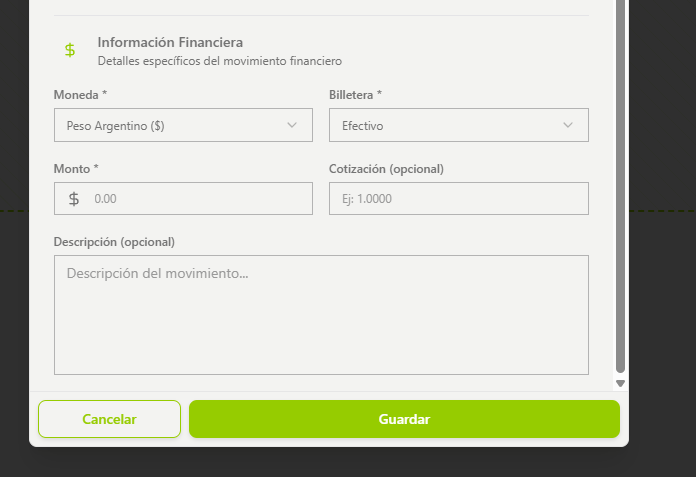 Información Financiera
Detalles específicos del movimiento financiero
Moneda * Billetera *
Peso Argentino ($) Efectivo
Monto * Cotización (opcional)
$ 0.00 Ej: 1.0000
Descripción (opcional)
Descripción del movimiento...
Cancelar Guardar